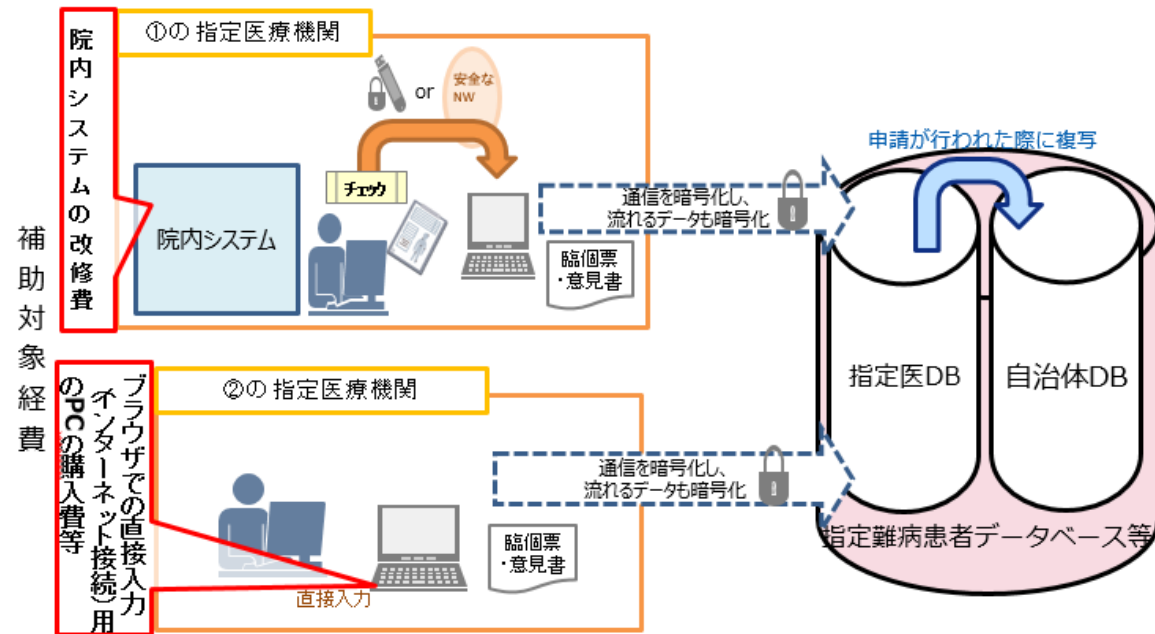 補助対象経費
院内システムの改修費
①の指定医療機関
or
安全な
NW
チェック
院内システム
臨個票
・意見書
通信を暗号化し、
流れるデータも暗号化
申請が行われた際に複写
指定医DB
自治体DB
指定難病患者データベース等
ブラウザでの直接入力
(インターネット接続)用
のPCの購入費等
②の指定医療機関
直接入力
臨個票
・意見書
通信を暗号化し、
流れるデータも暗号化